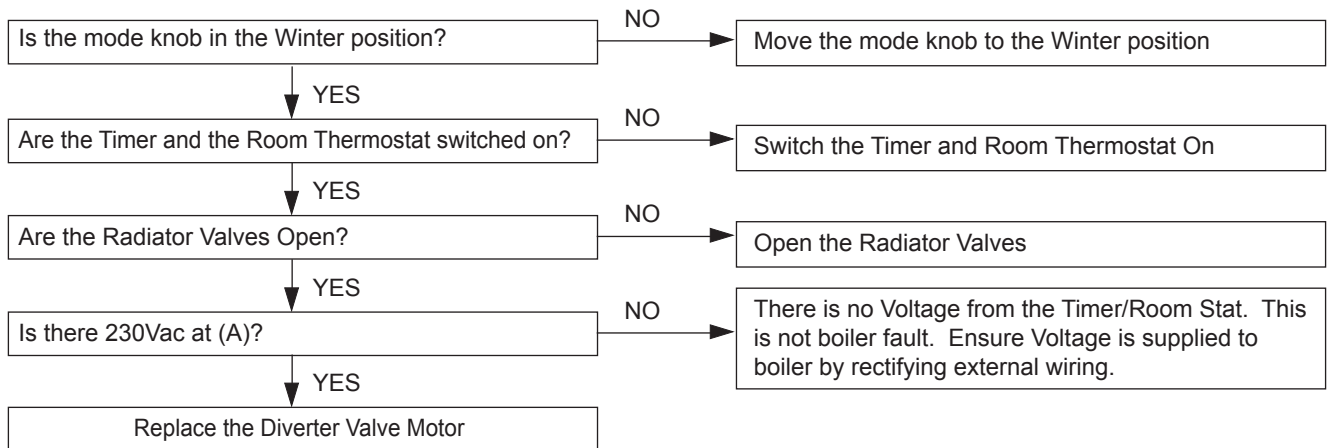 Is the mode knob in the Winter position?
NO
Move the mode knob to the Winter position
YES
Are the Timer and the Room Thermostat switched on?
NO
Switch the Timer and Room Thermostat On
YES
Are the Radiator Valves Open?
NO
Open the Radiator Valves
YES
Is there 230Vac at (A)?
NO
There is no Voltage from the Timer/Room Stat. This
is not boiler fault. Ensure Voltage is supplied to
boiler by rectifying external wiring.
YES
Replace the Diverter Valve Motor